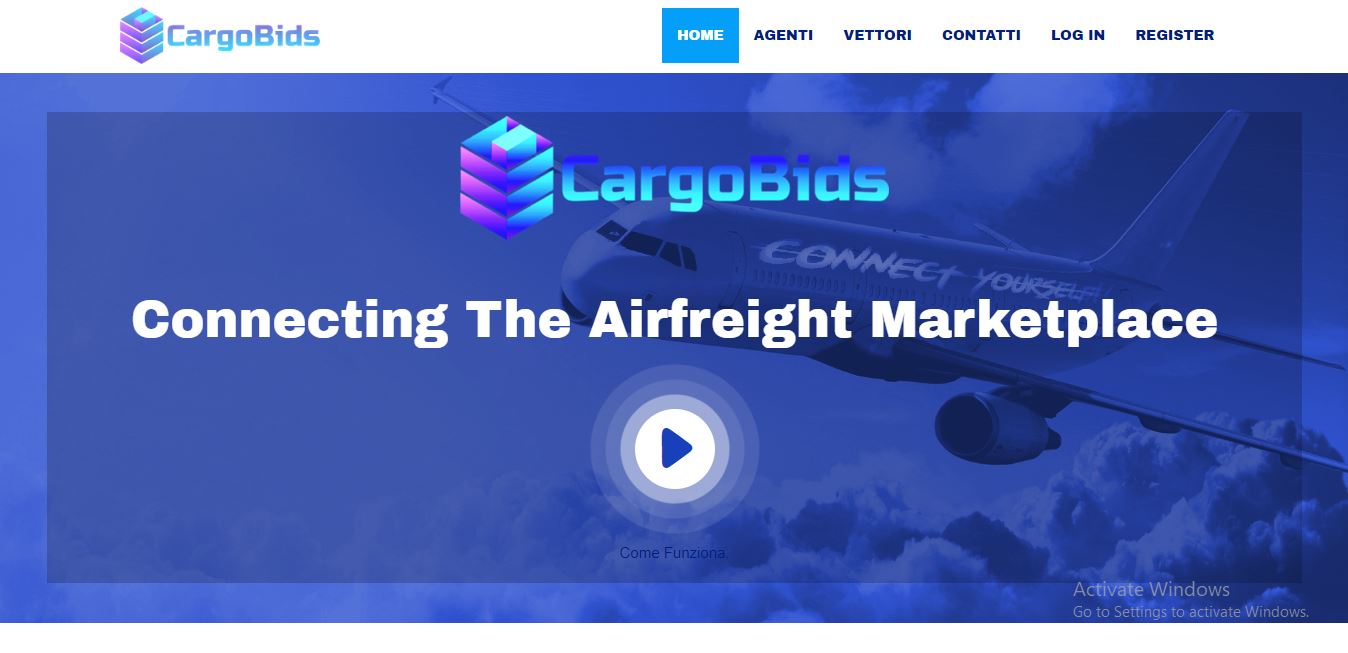 CargoBids
HOME
AGENTI
VETTORI
CONTATTI
LOG IN
REGISTER
CargoBids
CONNECT YOURSELF
Connecting The Airfreight Marketplace
Come Funziona.
Activate Windows
Go to Settings to activate Windows.